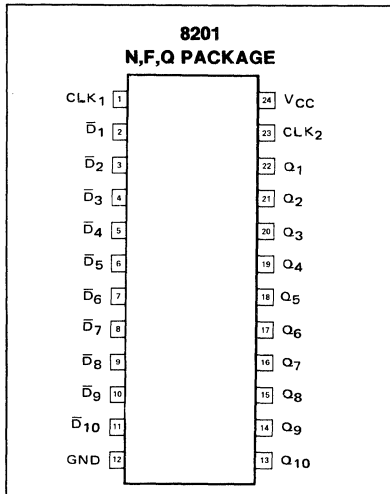 8201
N,F,Q PACKAGE
CLK1 1 24 VCC
D̅1 2 23 CLK2
D̅2 3 22 Q1
D̅3 4 21 Q2
D̅4 5 20 Q3
D̅5 6 19 Q4
D̅6 7 18 Q5
D̅7 8 17 Q6
D̅8 9 16 Q7
D̅9 10 15 Q8
D̅10 11 14 Q9
GND 12 13 Q10